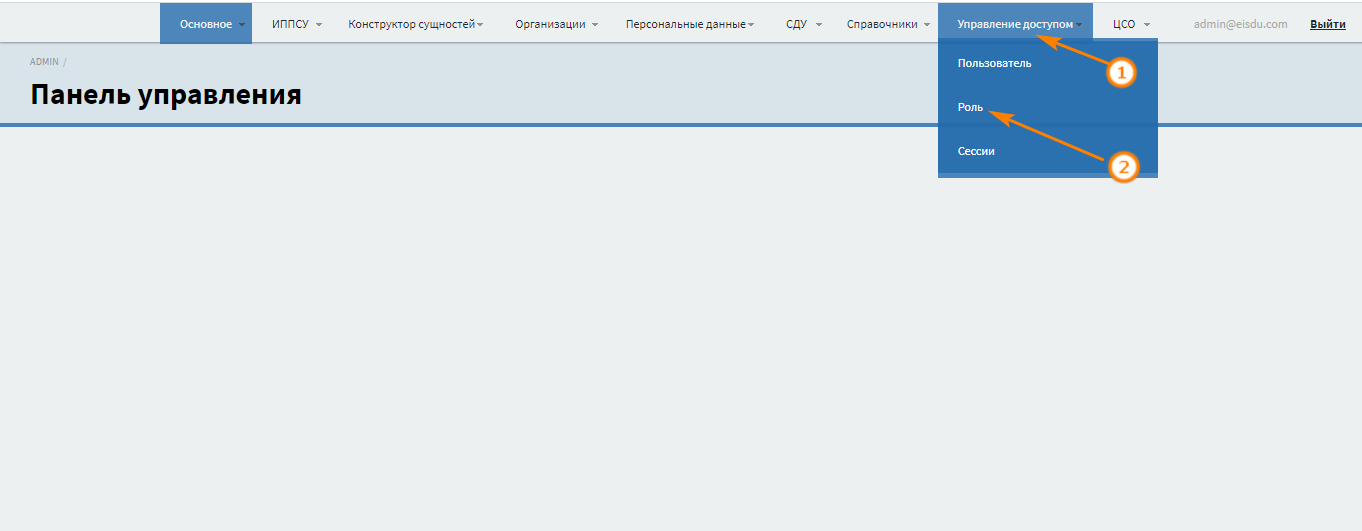 Основное ИППСУ Конструктор сущностей Организации Персональные данные СДУ Справочники Управление доступом ЦСО admin@eisdu.com Выйти
ADMIN /
Панель управления
Пользователь
1
Роль
Сессии
2